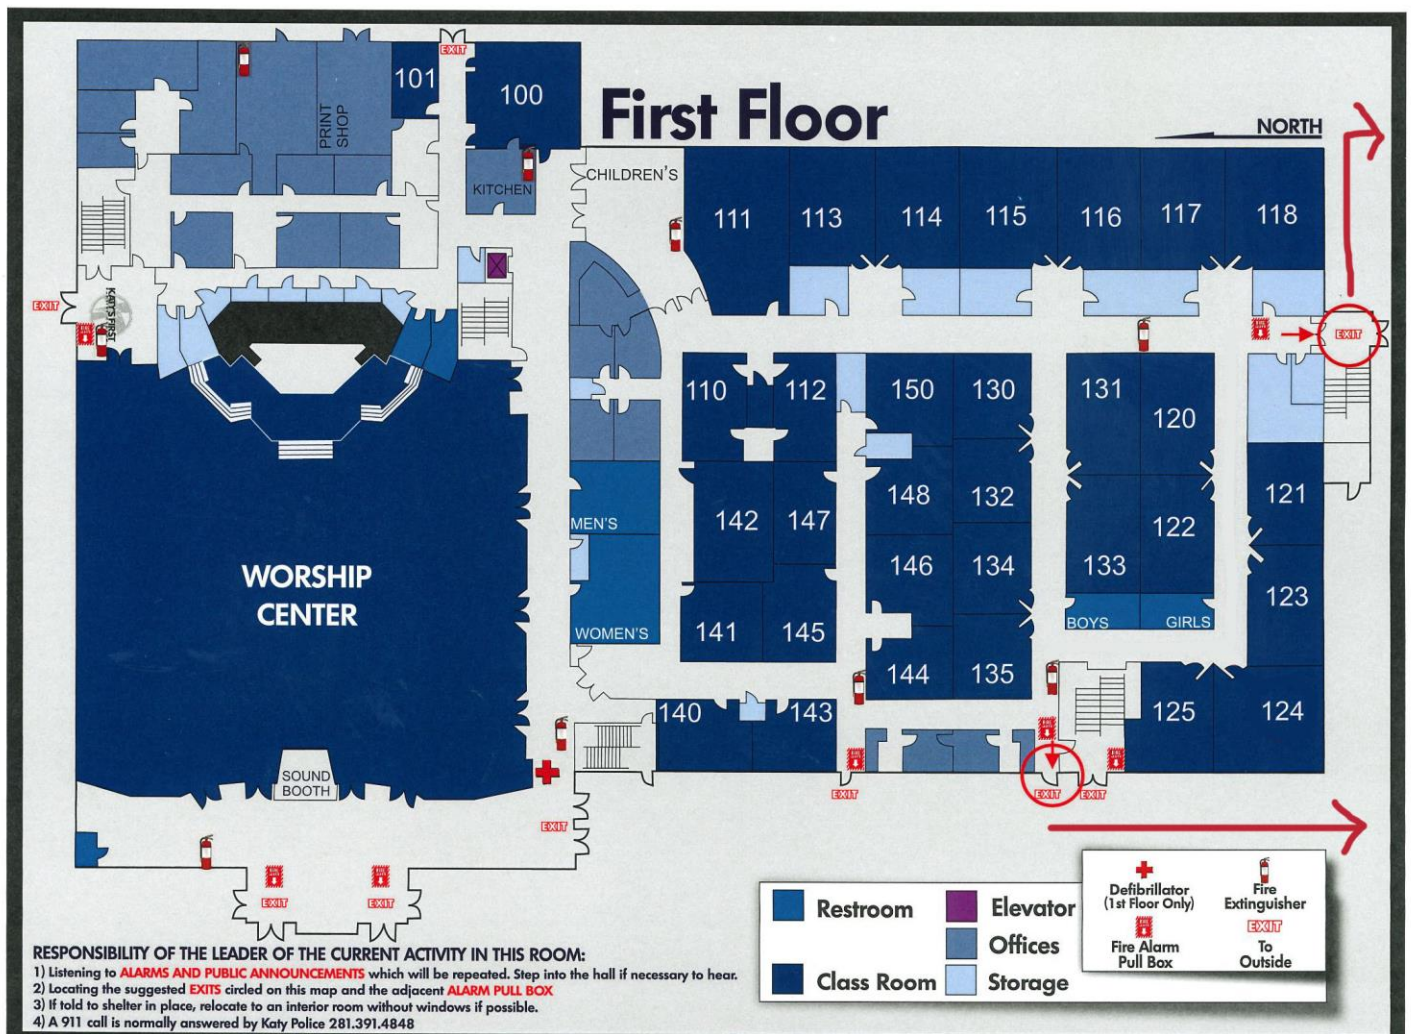 First Floor
NORTH
EXIT
101
100
PRINT
SHOP
KITCHEN
CHILDREN'S
111
113
114
115
116
117
118
EXIT
KATY'S FIRST
EXIT
110
112
150
130
131
120
121
142
147
148
132
122
MEN'S
WORSHIP
CENTER
146
134
133
123
WOMEN'S
141
145
BOYS
GIRLS
144
135
140
143
125
124
SOUND
BOOTH
EXIT
EXIT
EXIT
EXIT
EXIT
EXIT
Restroom
Elevator
Offices
Class Room
Storage
Defibrillator
(1st Floor Only)
Fire
Extinguisher
Fire Alarm
Pull Box
EXIT
To
Outside
RESPONSIBILITY OF THE LEADER OF THE CURRENT ACTIVITY IN THIS ROOM:
1) Listening to ALARMS AND PUBLIC ANNOUNCEMENTS which will be repeated. Step into the hall if necessary to hear.
2) Locating the suggested EXITS circled on this map and the adjacent ALARM PULL BOX
3) If told to shelter in place, relocate to an interior room without windows if possible.
4) A 911 call is normally answered by Katy Police 281.391.4848